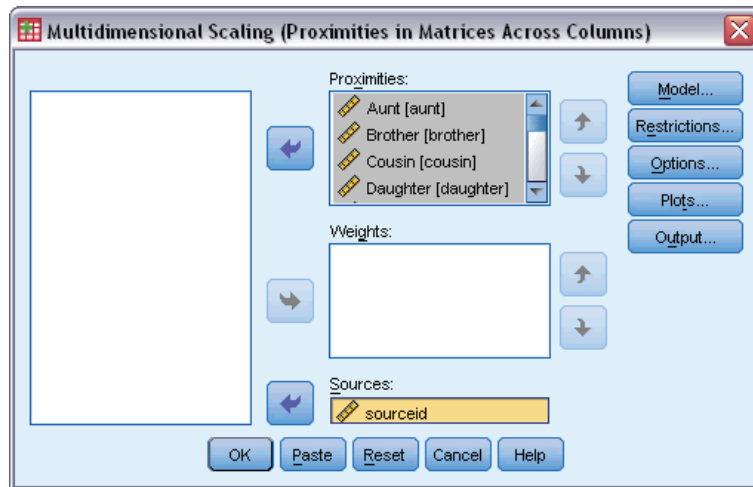 Multidimensional Scaling (Proximities in Matrices Across Columns)
Proximities:
Aunt [aunt]
Brother [brother]
Cousin [cousin]
Daughter [daughter]
Model...
Restrictions...
Options...
Plots...
Output...
Weights:
Sources:
sourceid
OK
Paste
Reset
Cancel
Help